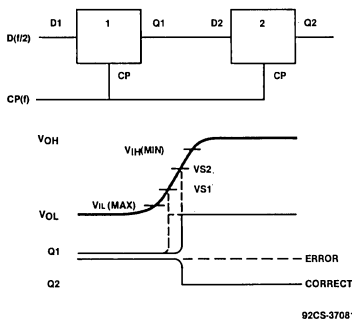 D1 1 Q1 D2 2 Q2
D(f/2)
CP CP
CP(f)
VOH
VIH(MIN)
VS2
VS1
VIL (MAX)
VOL
Q1
ERROR
Q2
CORRECT
92CS-37081